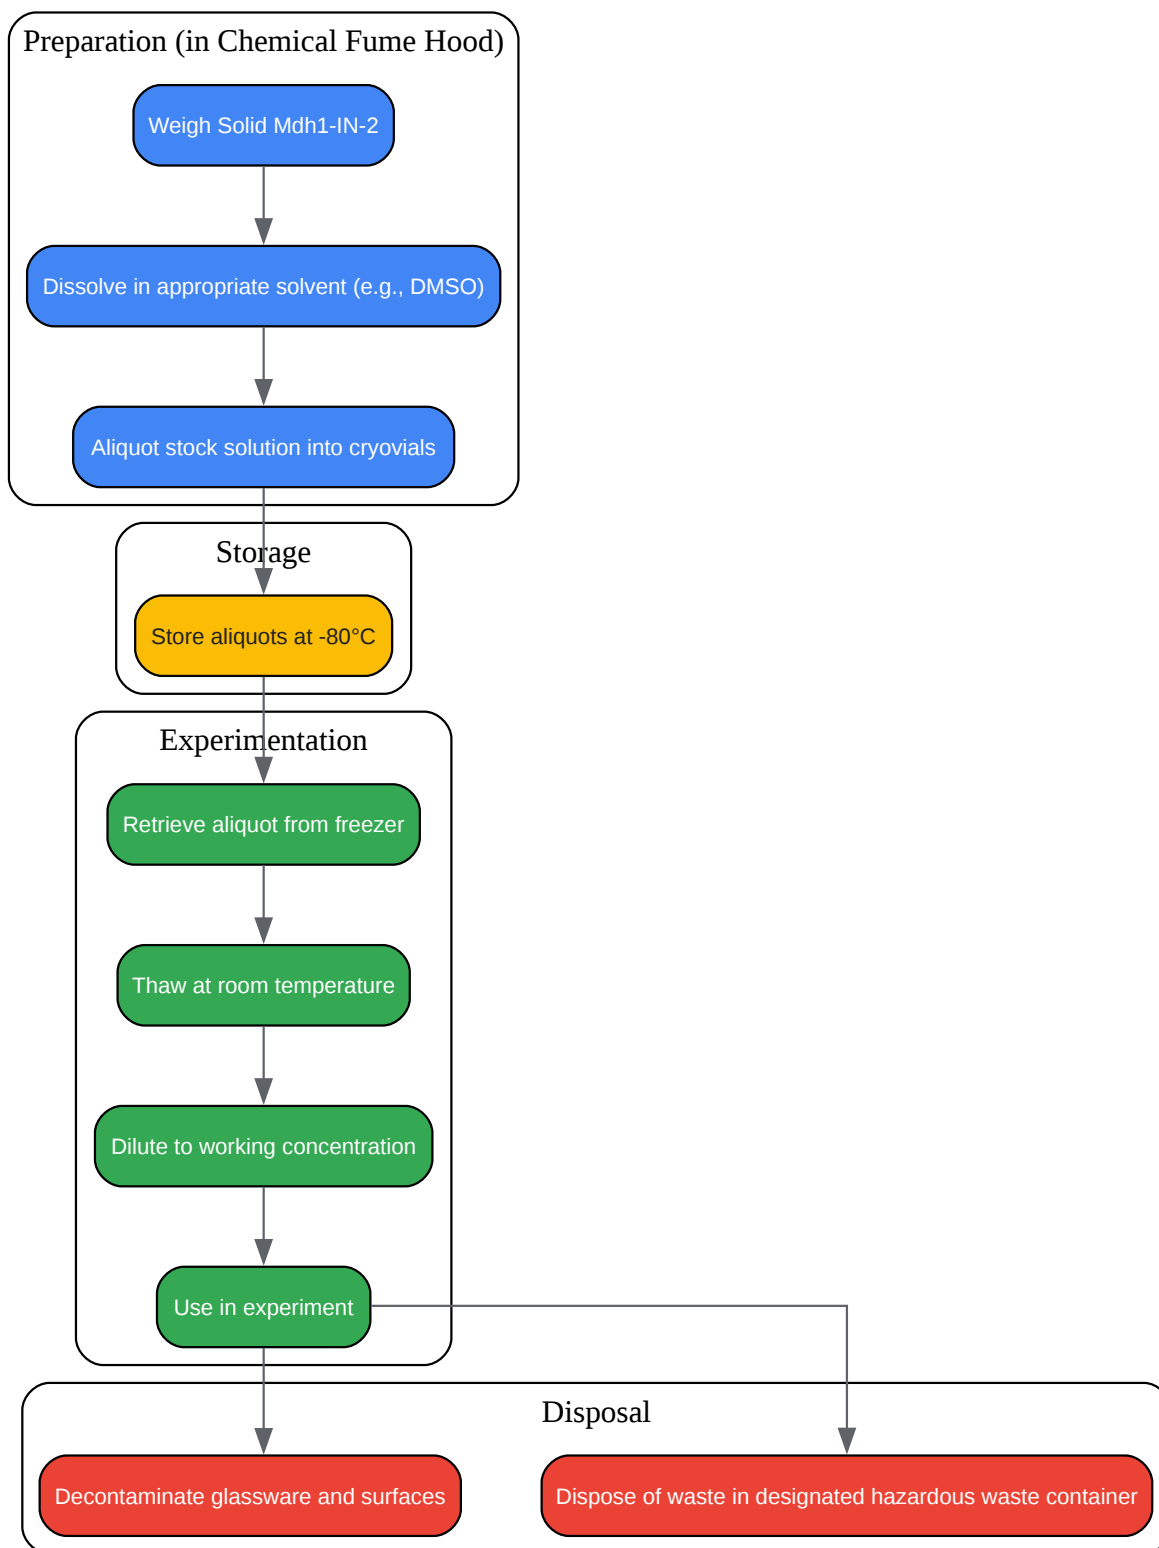 Preparation (in Chemical Fume Hood)
Weigh Solid Mdh1-IN-2
Dissolve in appropriate solvent (e.g., DMSO)
Aliquot stock solution into cryovials
Storage
Store aliquots at -80°C
Experimentation
Retrieve aliquot from freezer
Thaw at room temperature
Dilute to working concentration
Use in experiment
Disposal
Decontaminate glassware and surfaces
Dispose of waste in designated hazardous waste container